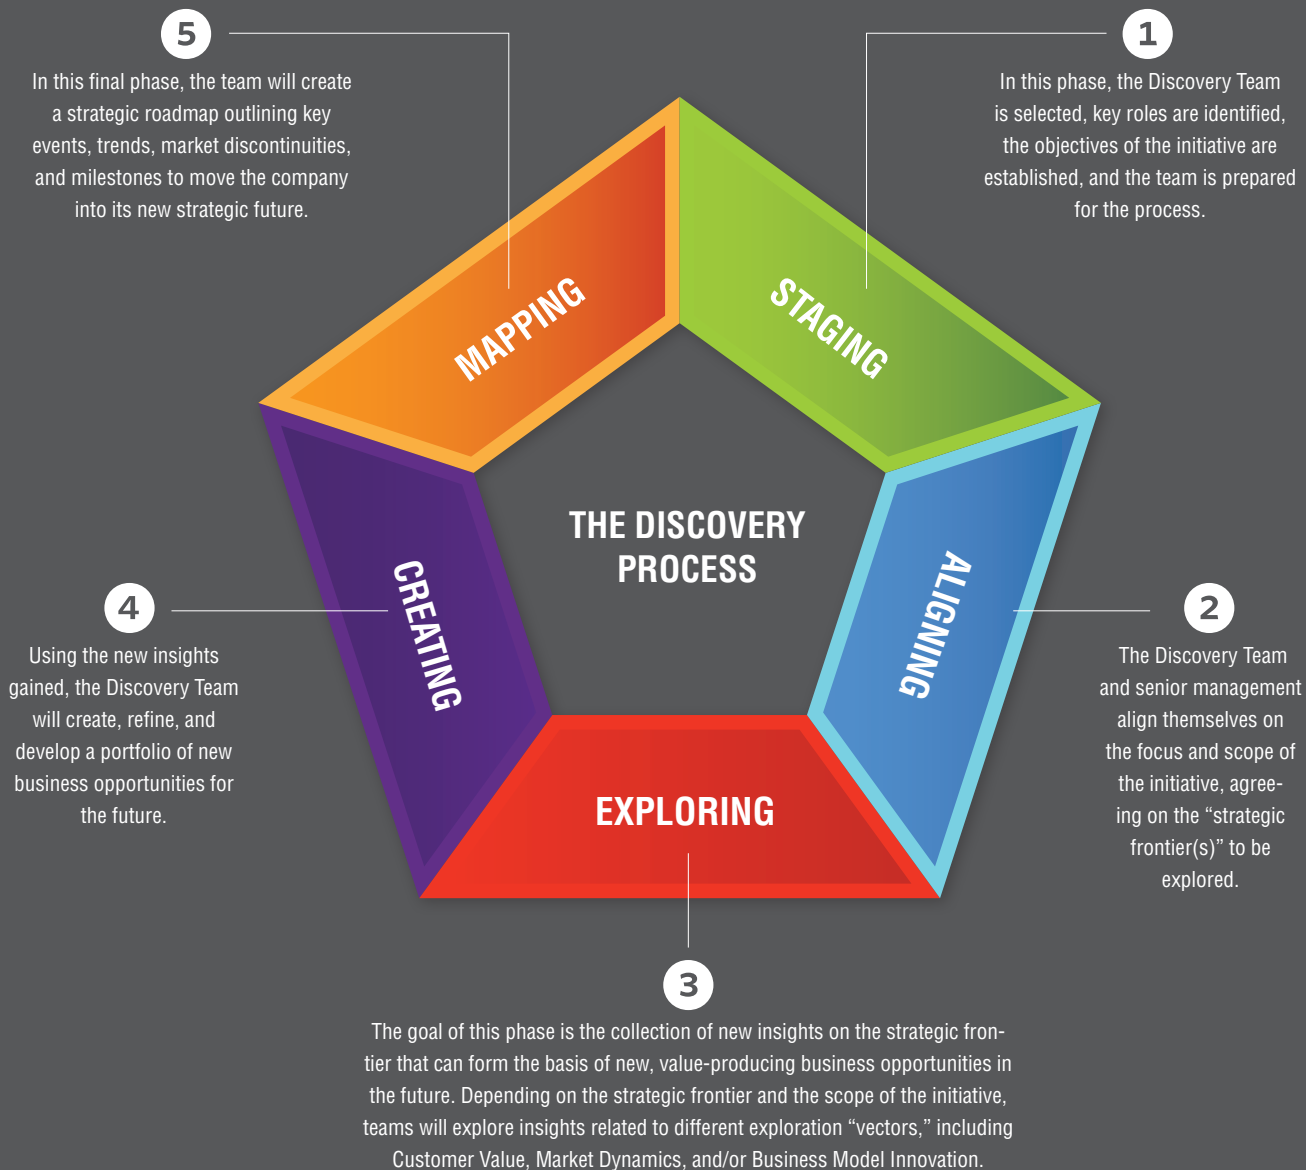 1
In this phase, the Discovery Team
is selected, key roles are identified,
the objectives of the initiative are
established, and the team is prepared
for the process.
STAGING
2
The Discovery Team
and senior management
align themselves on
the focus and scope of
the initiative, agree-
ing on the “strategic
frontier(s)” to be
explored.
ALIGNING
3
The goal of this phase is the collection of new insights on the strategic fron-
tier that can form the basis of new, value-producing business opportunities in
the future. Depending on the strategic frontier and the scope of the initiative,
teams will explore insights related to different exploration “vectors,” including
Customer Value, Market Dynamics, and/or Business Model Innovation.
EXPLORING
4
Using the new insights
gained, the Discovery Team
will create, refine, and
develop a portfolio of new
business opportunities for
the future.
CREATING
5
In this final phase, the team will create
a strategic roadmap outlining key
events, trends, market discontinuities,
and milestones to move the company
into its new strategic future.
MAPPING
THE DISCOVERY
PROCESS